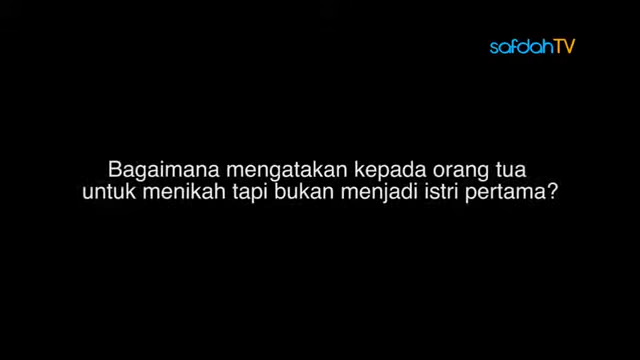 safdahTV
Bagaimana mengatakan kepada orang tua
untuk menikah tapi bukan menjadi istri pertama?